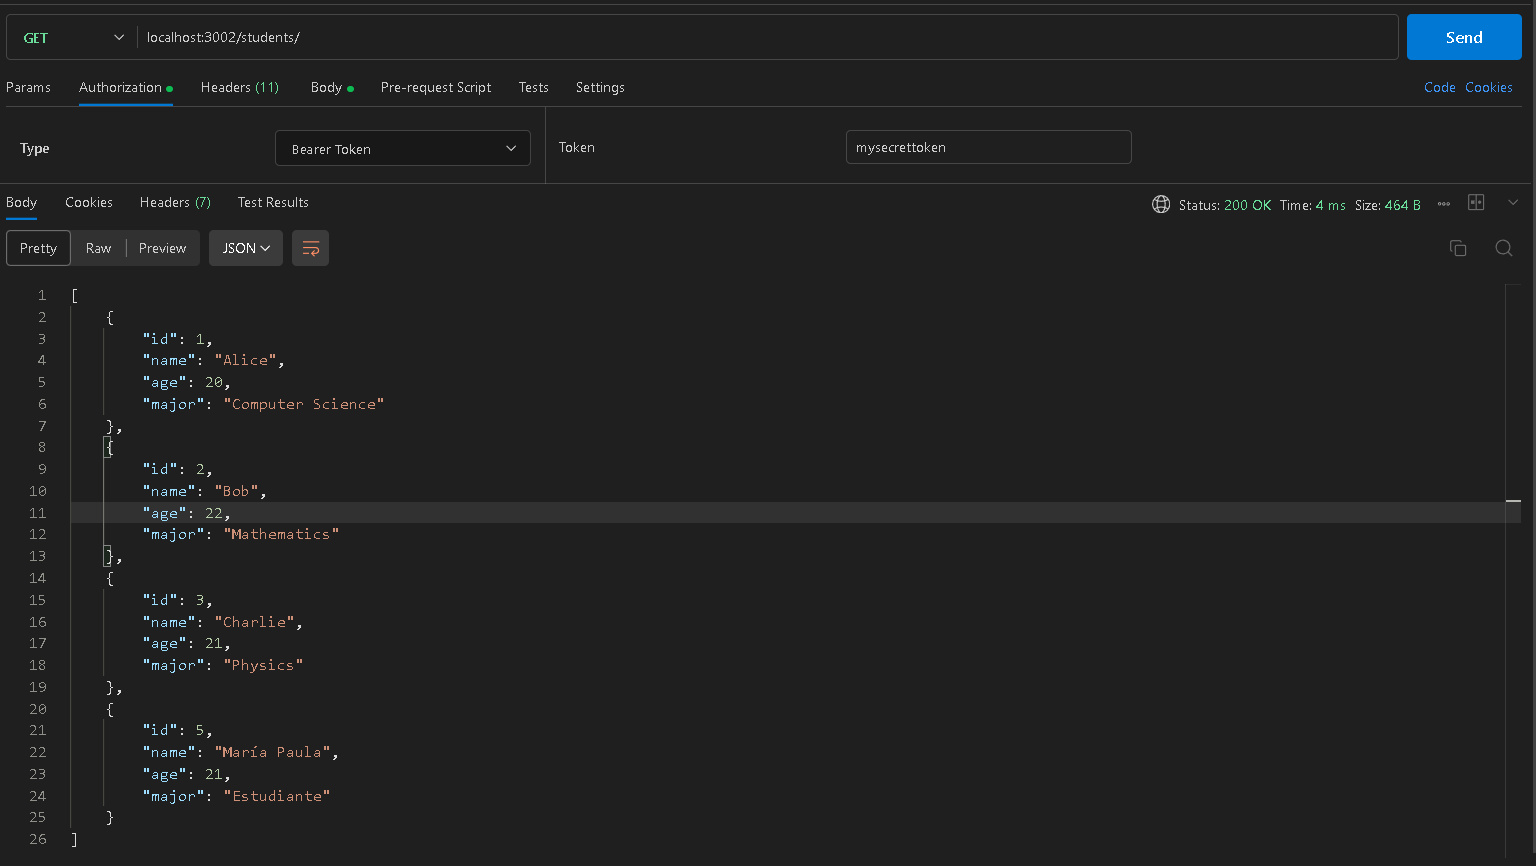 GET localhost:3002/students/ Send
Params Authorization Headers (11) Body Pre-request Script Tests Settings Code Cookies
Type Bearer Token Token mysecrettoken
Body Cookies Headers (7) Test Results Status: 200 OK Time: 4 ms Size: 464 B
Pretty Raw Preview JSON
1 [
2 {
3 "id": 1,
4 "name": "Alice",
5 "age": 20,
6 "major": "Computer Science"
7 },
8 {
9 "id": 2,
10 "name": "Bob",
11 "age": 22,
12 "major": "Mathematics"
13 },
14 {
15 "id": 3,
16 "name": "Charlie",
17 "age": 21,
18 "major": "Physics"
19 },
20 {
21 "id": 5,
22 "name": "María Paula",
23 "age": 21,
24 "major": "Estudiante"
25 }
26 ]